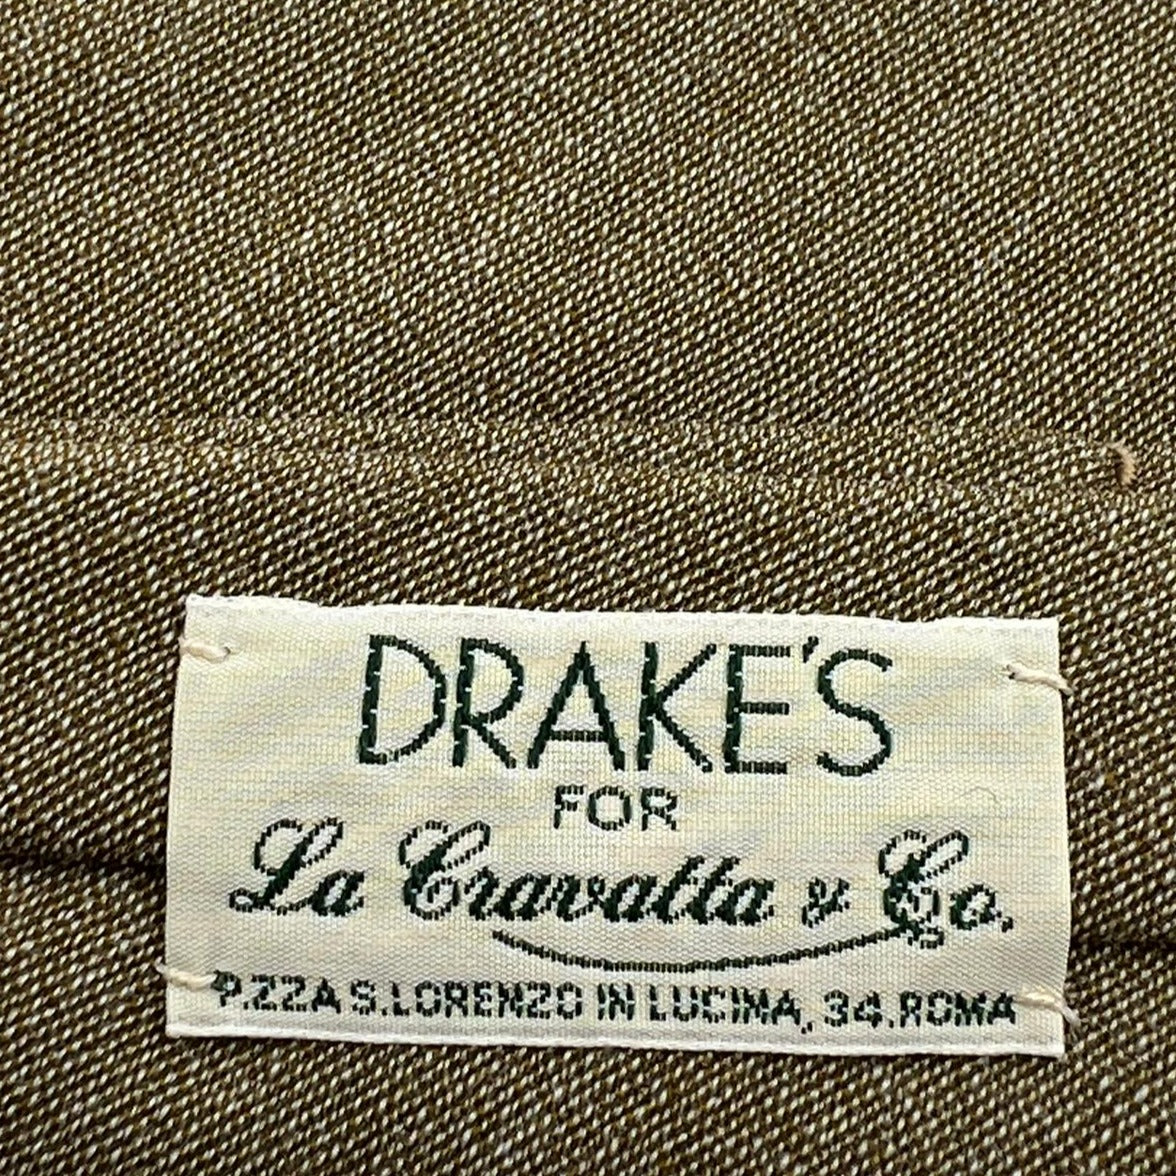 DRAKE'S
FOR
La Cravatta & Co.
P.ZZA S.LORENZO IN LUCINA, 34.ROMA